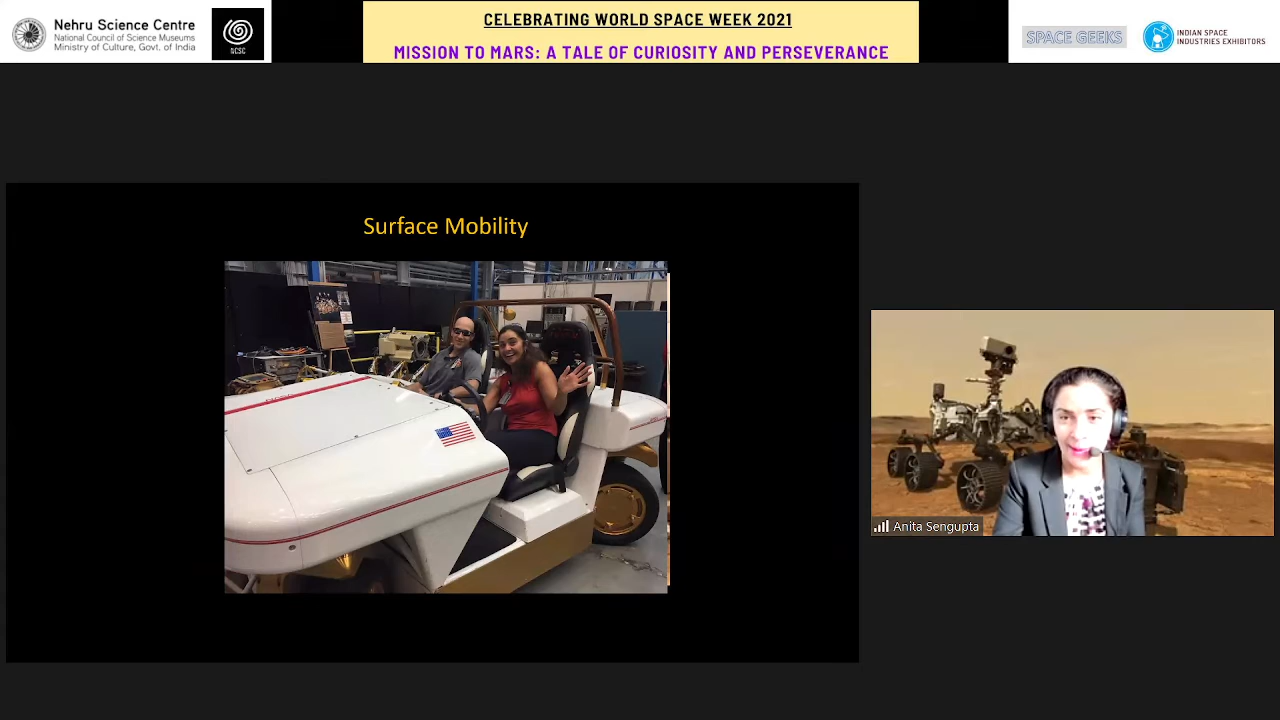 Nehru Science Centre
National Council of Science Museums
Ministry of Culture, Govt. of India
NCSC
CELEBRATING WORLD SPACE WEEK 2021
MISSION TO MARS: A TALE OF CURIOSITY AND PERSEVERANCE
SPACE GEEKS
INDIAN SPACE
INDUSTRIES EXHIBITORS
Surface Mobility
Anita Sengupta